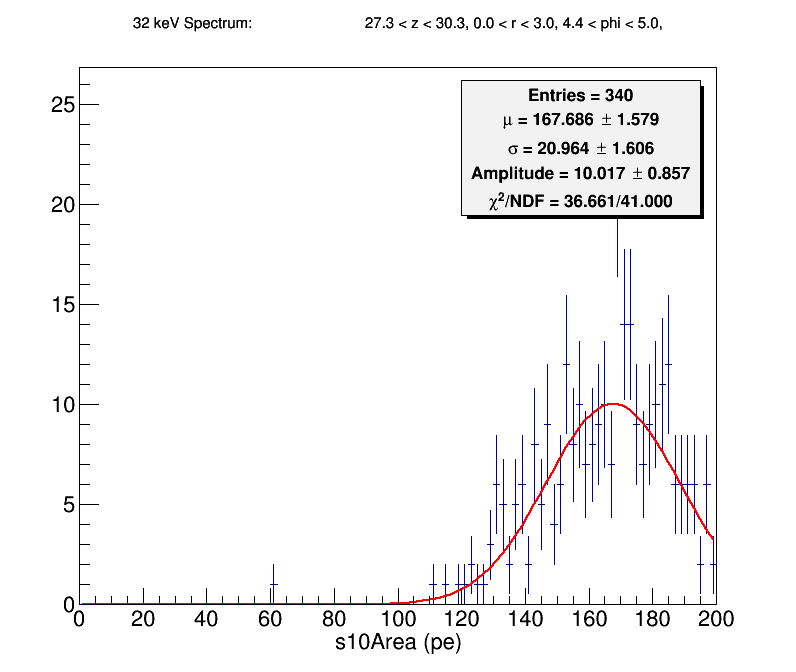 32 keV Spectrum: 27.3 < z < 30.3, 0.0 < r < 3.0, 4.4 < phi < 5.0,
Entries = 340
μ = 167.686 ± 1.579
σ = 20.964 ± 1.606
Amplitude = 10.017 ± 0.857
χ²/NDF = 36.661/41.000
25
20
15
10
5
0
0 20 40 60 80 100 120 140 160 180 200
s10Area (pe)